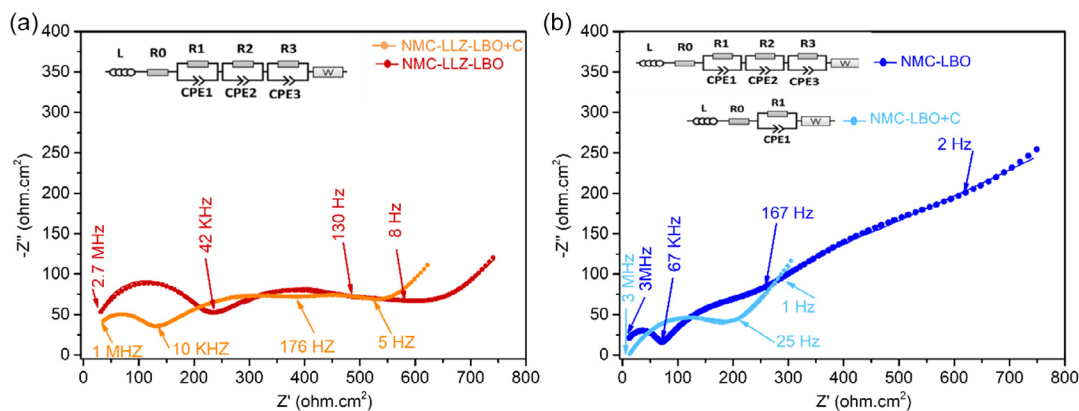 (a)
-Z'' (ohm.cm²)
400
350
300
250
200
150
100
50
0
L R0 R1 R2 R3
CPE1 CPE2 CPE3 W
NMC-LLZ-LBO+C
NMC-LLZ-LBO
2.7 MHz
42 KHz
130 Hz
8 Hz
1 MHZ
10 KHZ
176 HZ
5 HZ
0 100 200 300 400 500 600 700 800
Z' (ohm.cm²)
(b)
-Z'' (ohm.cm²)
400
350
300
250
200
150
100
50
0
L R0 R1 R2 R3
CPE1 CPE2 CPE3
NMC-LBO
L R0 R1
CPE1 W
NMC-LBO+C
2 Hz
167 Hz
67 KHz
3MHz
3 MHz
1 Hz
25 Hz
0 100 200 300 400 500 600 700 800
Z' (ohm.cm²)